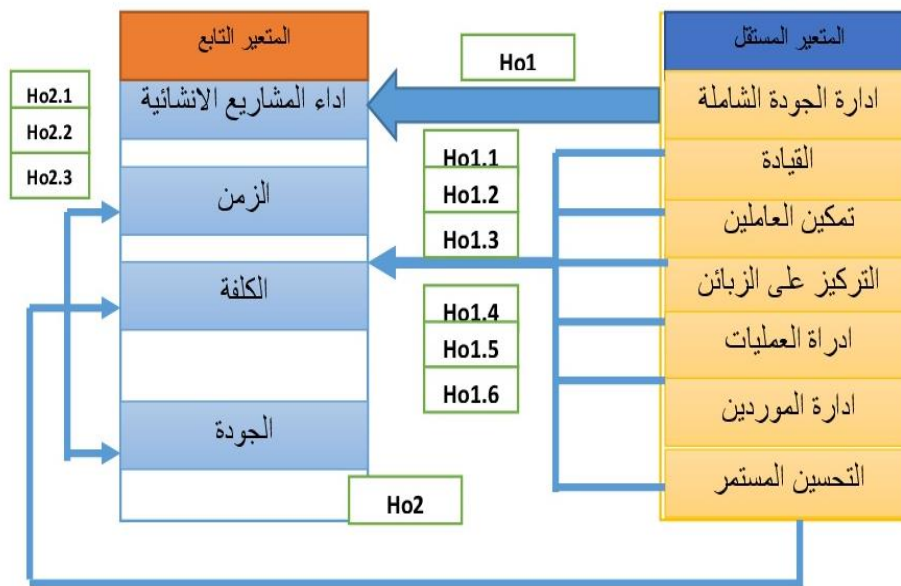 المتعير المستقل
ادارة الجودة الشاملة
القيادة
تمكين العاملين
التركيز على الزبائن
ادراة العمليات
ادارة الموردين
التحسين المستمر
Ho1
Ho1.1
Ho1.2
Ho1.3
Ho1.4
Ho1.5
Ho1.6
المتعير التابع
اداء المشاريع الانشائية
الزمن
الكلفة
الجودة
Ho2
Ho2.1
Ho2.2
Ho2.3